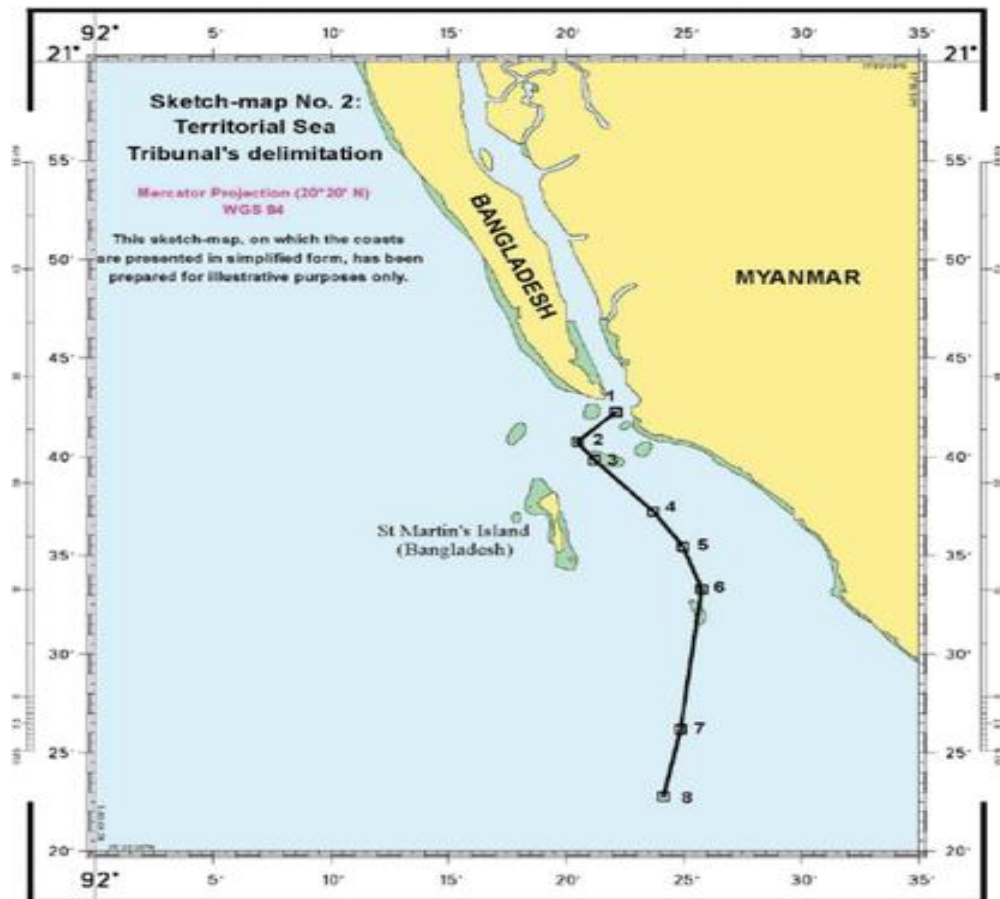 92° 5' 10' 15' 20' 25' 30' 35'
21° 21°
Sketch-map No. 2:
Territorial Sea
Tribunal's delimitation
Mercator Projection (20°20' N)
WGS 84
This sketch-map, on which the coasts
are presented in simplified form, has been
prepared for illustrative purposes only.
BANGLADESH
MYANMAR
55' 55'
50' 50'
45' 45'
1
2
40' 40'
3
4
St Martin's Island
(Bangladesh)
5
35' 35'
6
30' 30'
7
25' 25'
8
20' 20'
92° 5' 10' 15' 20' 25' 30' 35'